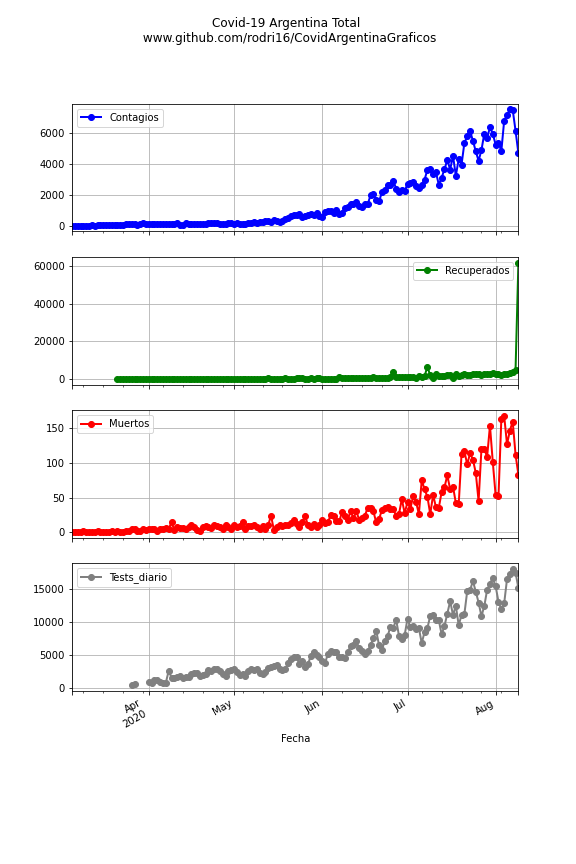 Covid-19 Argentina Total
www.github.com/rodri16/CovidArgentinaGraficos
Contagios
6000
4000
2000
0
Recuperados
60000
40000
20000
0
Muertos
150
100
50
0
Tests_diario
15000
10000
5000
0
Apr
2020
May
Jun
Jul
Aug
Fecha